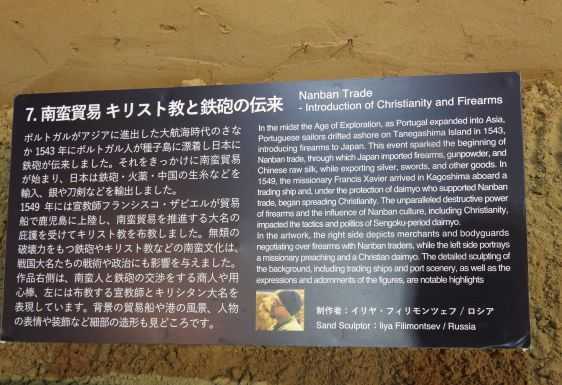 7. 南蛮貿易 キリスト教と鉄砲の伝来
Nanban Trade
- Introduction of Christianity and Firearms
ポルトガルがアジアに進出した大航海時代のさな
か 1543 年にポルトガル人が種子島に漂着し日本に
鉄砲が伝来しました。それをきっかけに南蛮貿易
が始まり、日本は鉄砲・火薬・中国の生糸などを
輸入、銀や刀剣などを輸出しました。
1549 年には宣教師フランシスコ・ザビエルが貿易
船で鹿児島に上陸し、南蛮貿易を推進する大名の
庇護を受けてキリスト教を布教しました。無類の
破壊力をもつ鉄砲やキリスト教などの南蛮文化は、
戦国大名たちの戦術や政治にも影響を与えました。
作品右側は、南蛮人と鉄砲の交渉をする商人や用
心棒、左には布教する宣教師とキリシタン大名を
表現しています。背景の貿易船や港の風景、人物
の表情や装飾など細部の造形も見どころです。
In the midst the Age of Exploration, as Portugal expanded into Asia,
Portuguese sailors drifted ashore on Tanegashima Island in 1543,
introducing firearms to Japan. This event sparked the beginning of
Nanban trade, through which Japan imported firearms, gunpowder, and
Chinese raw silk, while exporting silver, swords, and other goods. In
1549, the missionary Francis Xavier arrived in Kagoshima aboard a
trading ship and, under the protection of daimyo who supported Nanban
trade, began spreading Christianity. The unparalleled destructive power
of firearms and the influence of Nanban culture, including Christianity,
impacted the tactics and politics of Sengoku-period daimyo.
In the artwork, the right side depicts merchants and bodyguards
negotiating over firearms with Nanban traders, while the left side portrays
a missionary preaching and a Christian daimyo. The detailed sculpting of
the background, including trading ships and port scenery, as well as the
expressions and adornments of the figures, are notable highlights
制作者：イリヤ・フィリモンツェフ / ロシア
Sand Sculptor : Iiya Filimontsev / Russia